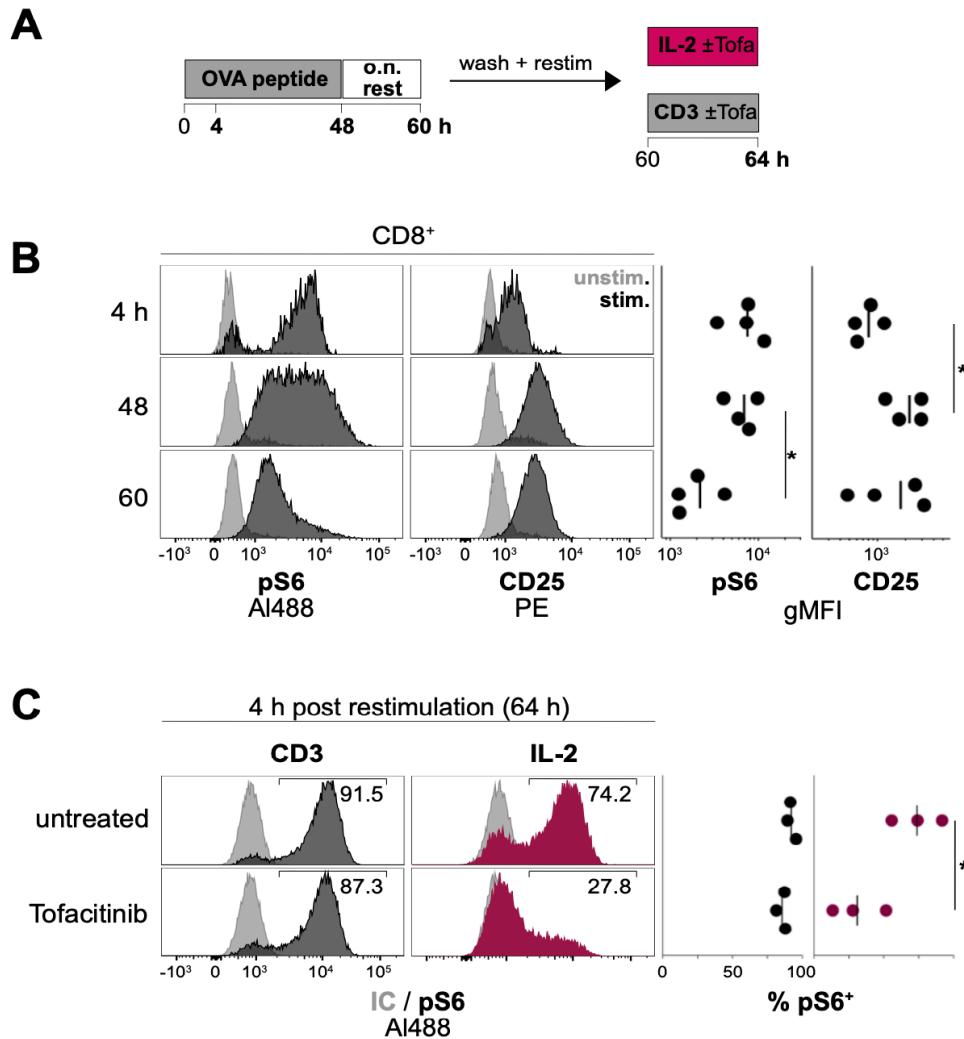 A
OVA peptide
o.n.
rest
0 4 48 60 h
wash + restim
IL-2 ±Tofa
CD3 ±Tofa
60 64 h
B
CD8⁺
unstim.
stim.
4 h
48
60
*
*
-10³ 0 10³ 10⁴ 10⁵
-10³ 0 10³ 10⁴ 10⁵
10³ 10⁴
10³
pS6
Al488
CD25
PE
pS6
CD25
gMFI
C
4 h post restimulation (64 h)
CD3
IL-2
untreated
91.5
74.2
Tofacitinib
87.3
27.8
*
-10³ 0 10³ 10⁴ 10⁵
0 50 100
IC / pS6
Al488
% pS6⁺